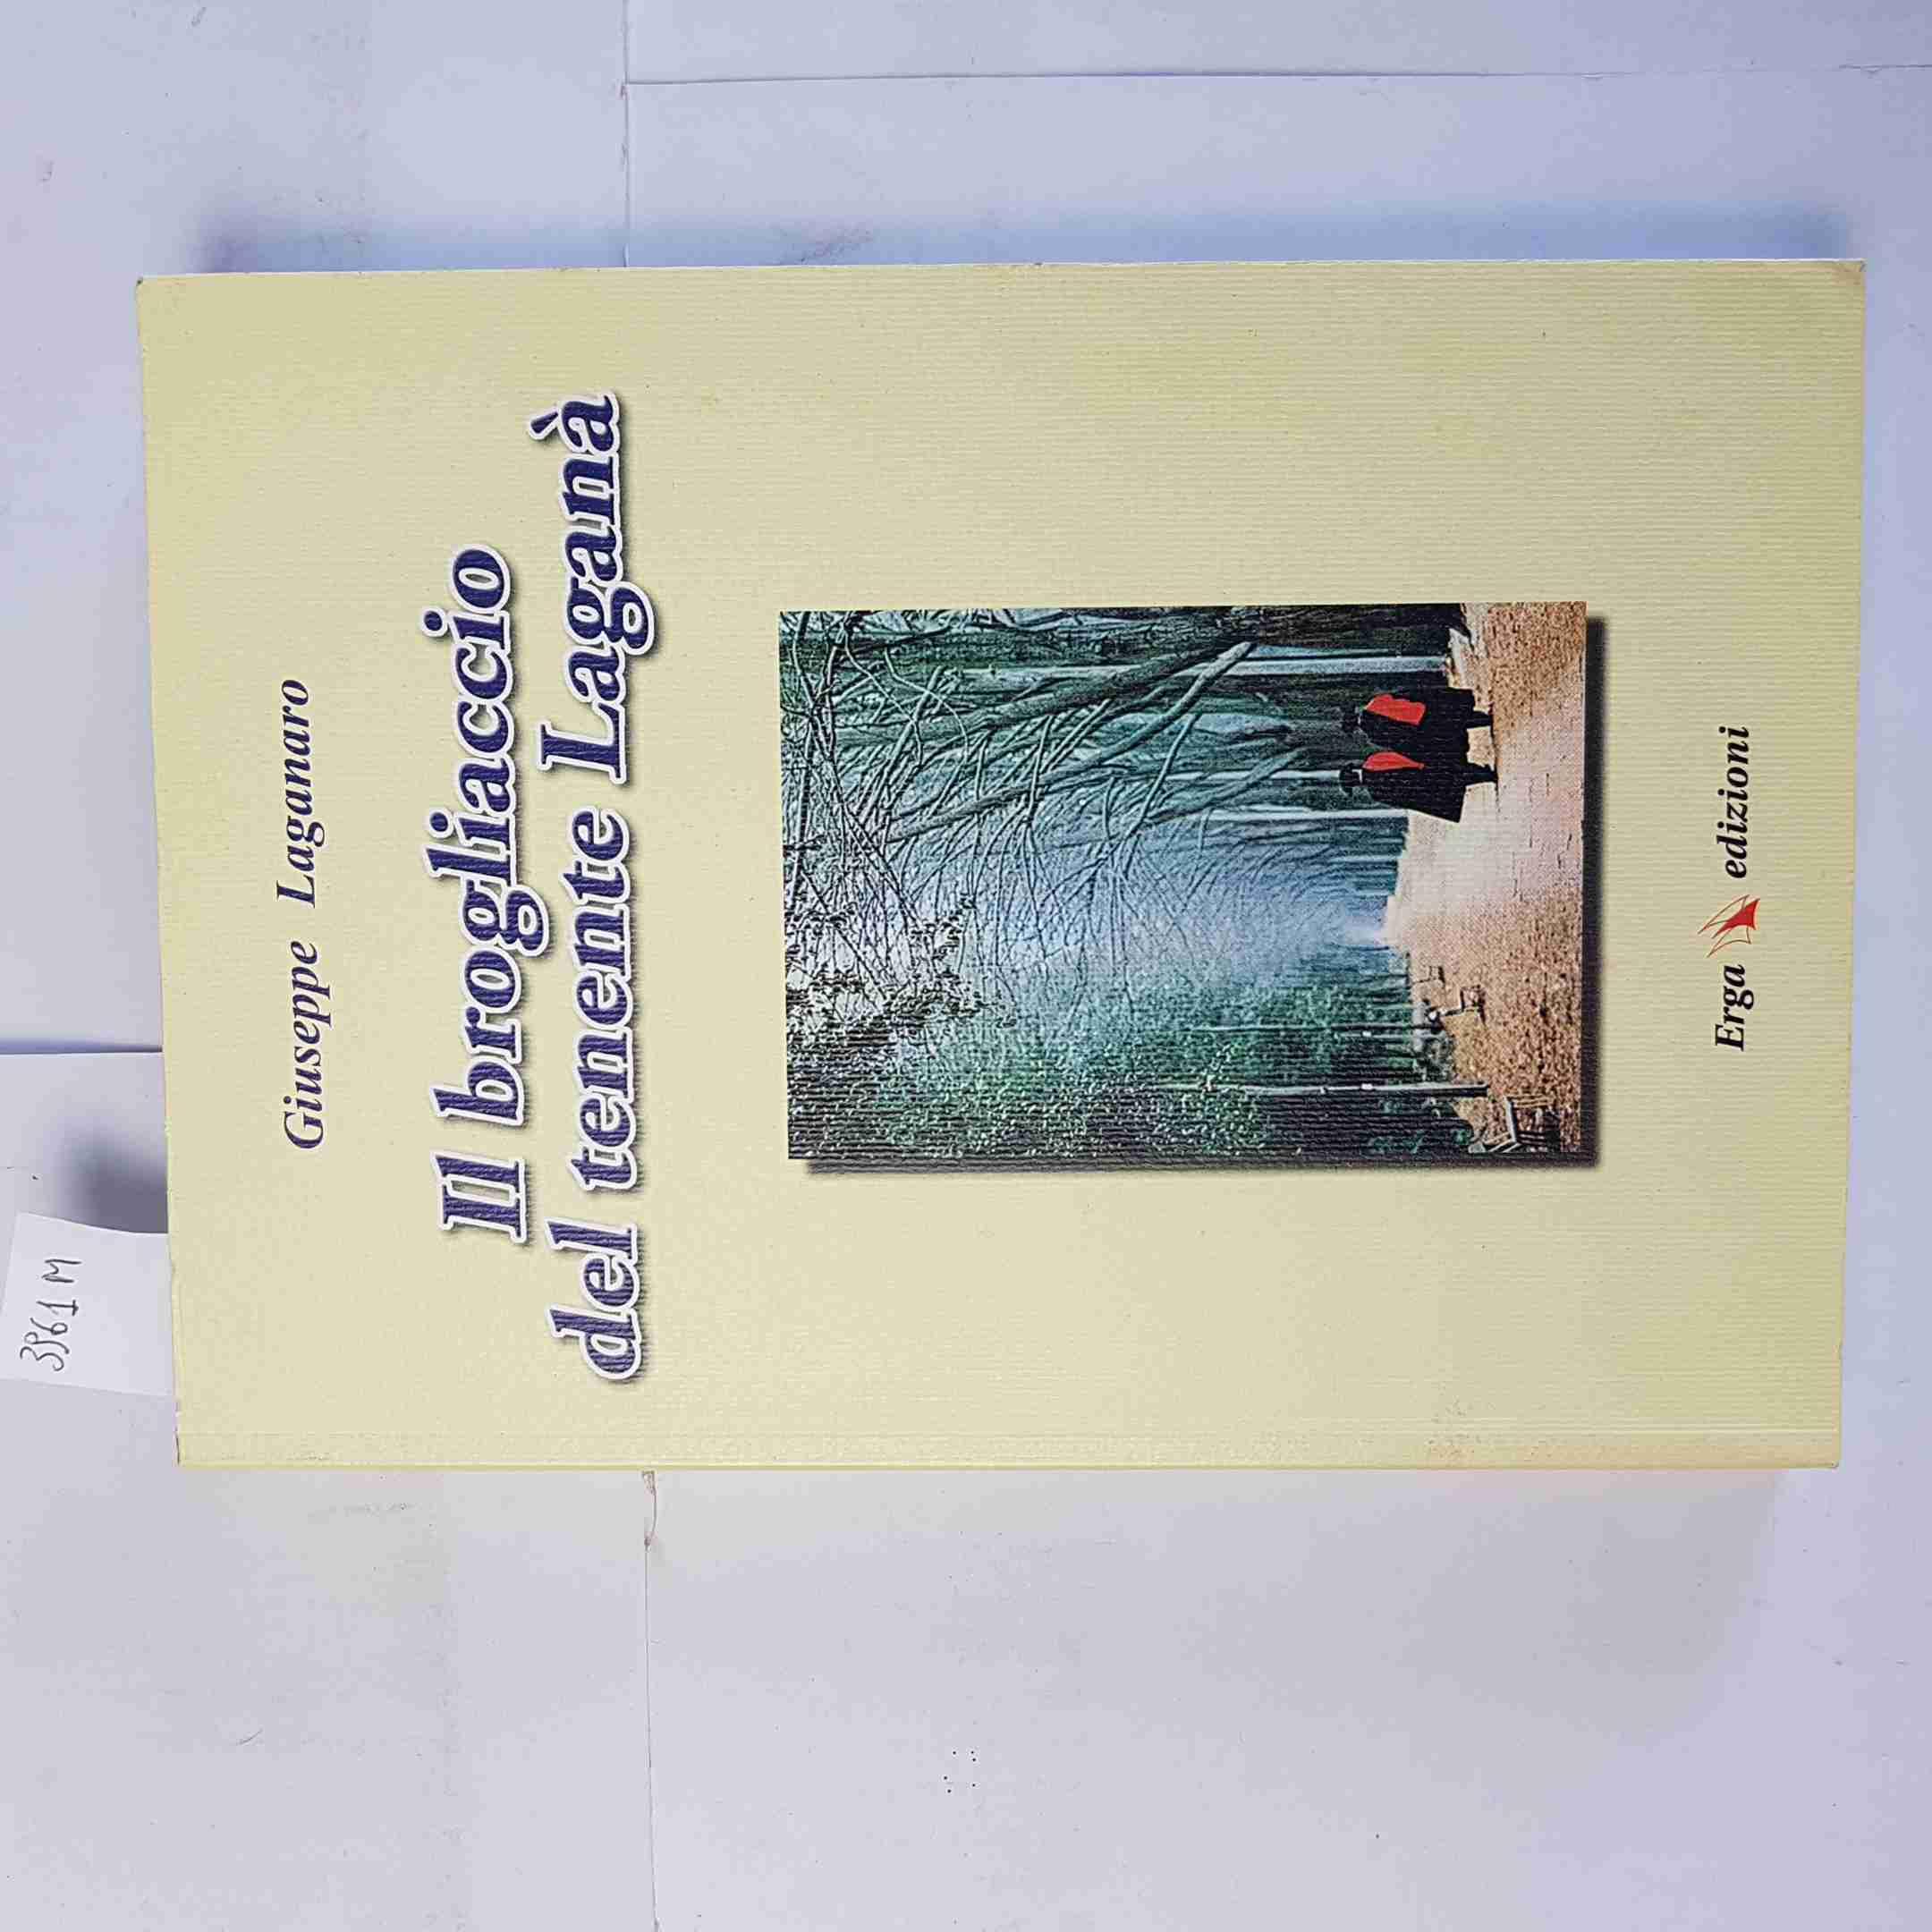 Giuseppe Laganaro
Il brogliaccio
del tenente Laganà
Erga edizioni
3961 M